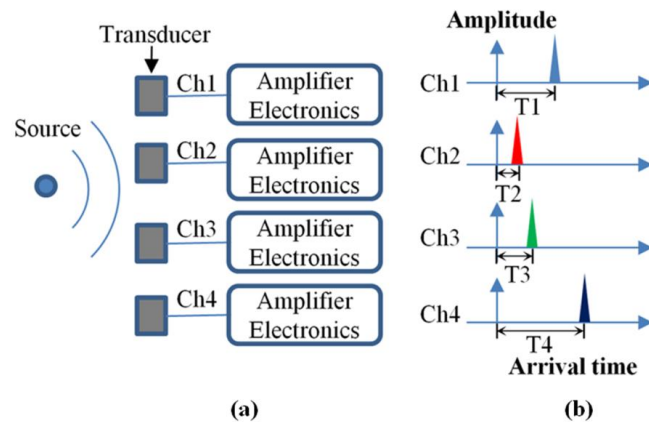 Transducer
Source
Ch1
Amplifier
Electronics
Ch2
Amplifier
Electronics
Ch3
Amplifier
Electronics
Ch4
Amplifier
Electronics
(a)
Amplitude
Ch1
T1
Ch2
T2
Ch3
T3
Ch4
T4
Arrival time
(b)